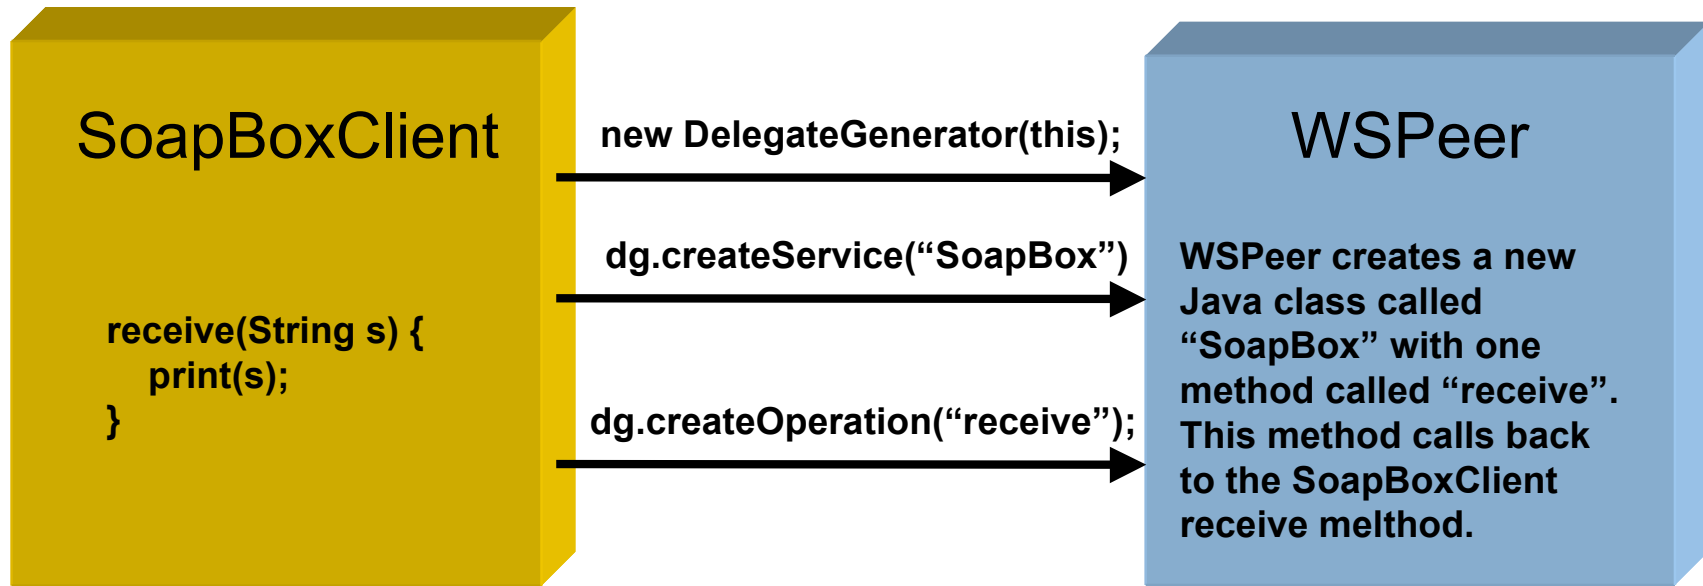 SoapBoxClient
receive(String s) {
print(s);
}
new DelegateGenerator(this);
dg.createService(“SoapBox”)
dg.createOperation(“receive”);
WSPeer
WSPeer creates a new
Java class called
“SoapBox” with one
method called “receive”.
This method calls back
to the SoapBoxClient
receive melthod.